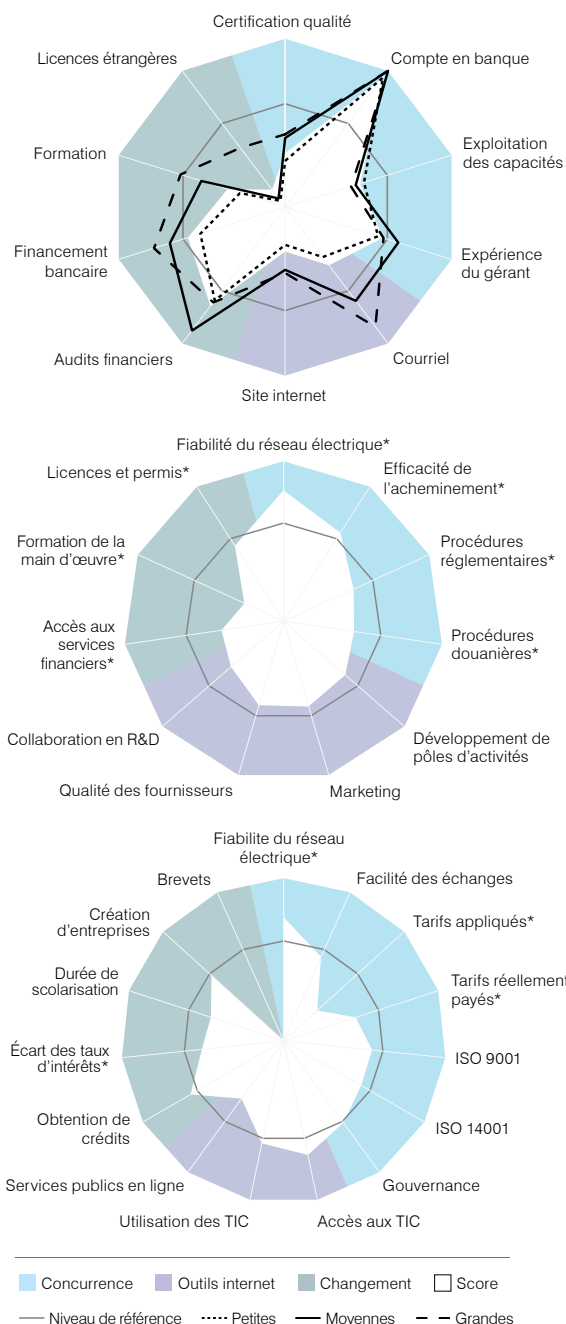 Certification qualité
Licences étrangères
Compte en banque
Formation
Exploitation
des capacités
Financement
bancaire
Expérience
du gérant
Audits financiers
Courriel
Site internet
Fiabilité du réseau électrique*
Licences et permis*
Efficacité de
l'acheminement*
Formation de la
main d'œuvre*
Procédures
réglementaires*
Accès aux
services
financiers*
Procédures
douanières*
Collaboration en R&D
Développement de
pôles d'activités
Qualité des fournisseurs
Marketing
Fiabilite du réseau
électrique*
Brevets
Facilité des échanges
Création
d'entreprises
Tarifs appliqués*
Durée de
scolarisation
Tarifs réellement
payés*
Écart des taux
d'intérêts*
ISO 9001
Obtention de
crédits
ISO 14001
Services publics en ligne
Gouvernance
Utilisation des TIC
Accès aux TIC
Concurrence Outils internet Changement Score
Niveau de référence Petites Moyennes Grandes